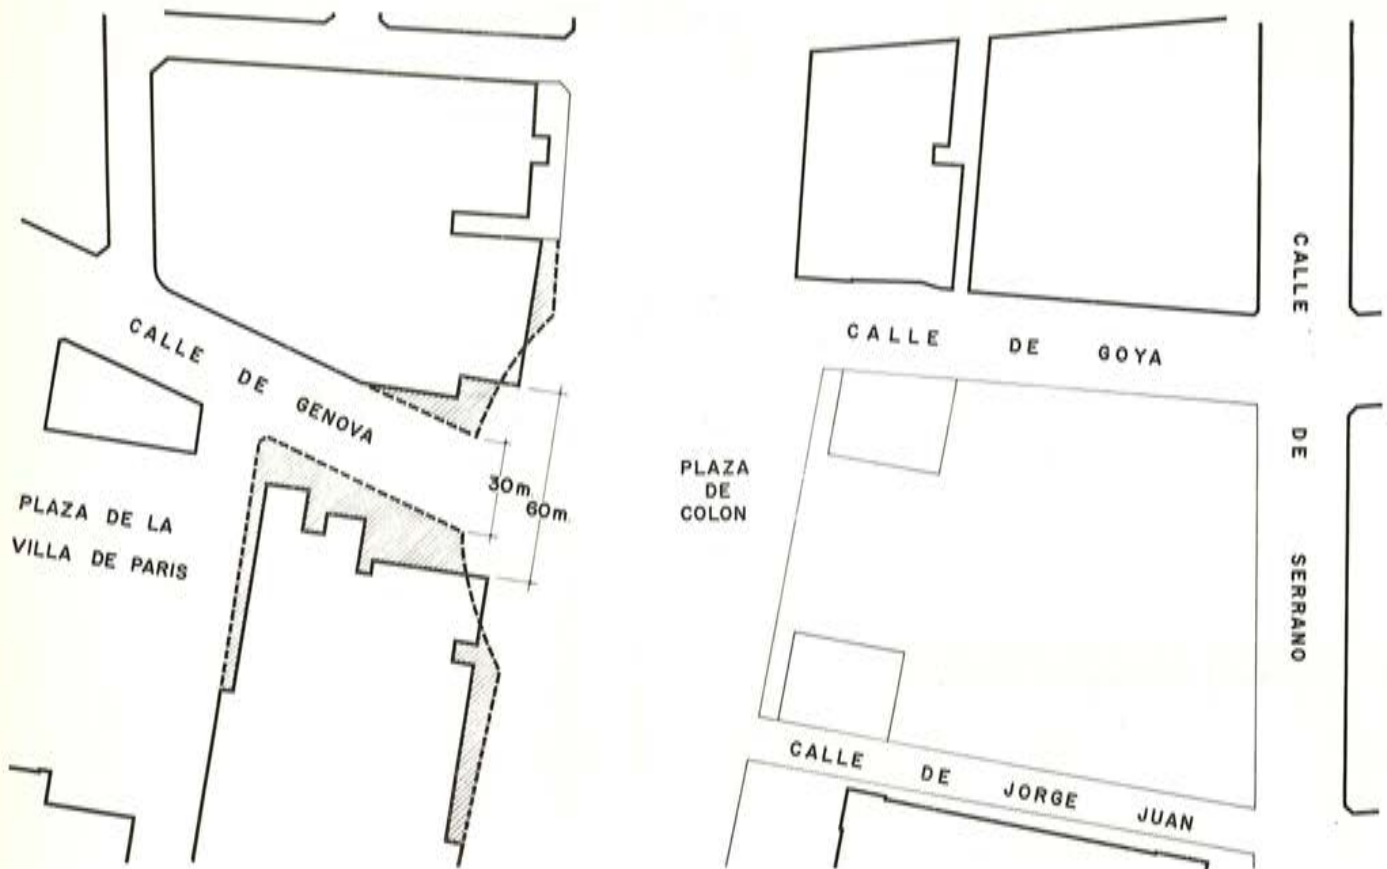 CALLE DE GENOVA
30m.
60m.
PLAZA DE LA
VILLA DE PARIS
PLAZA
DE
COLON
CALLE DE GOYA
CALLE DE SERRANO
CALLE DE JORGE JUAN